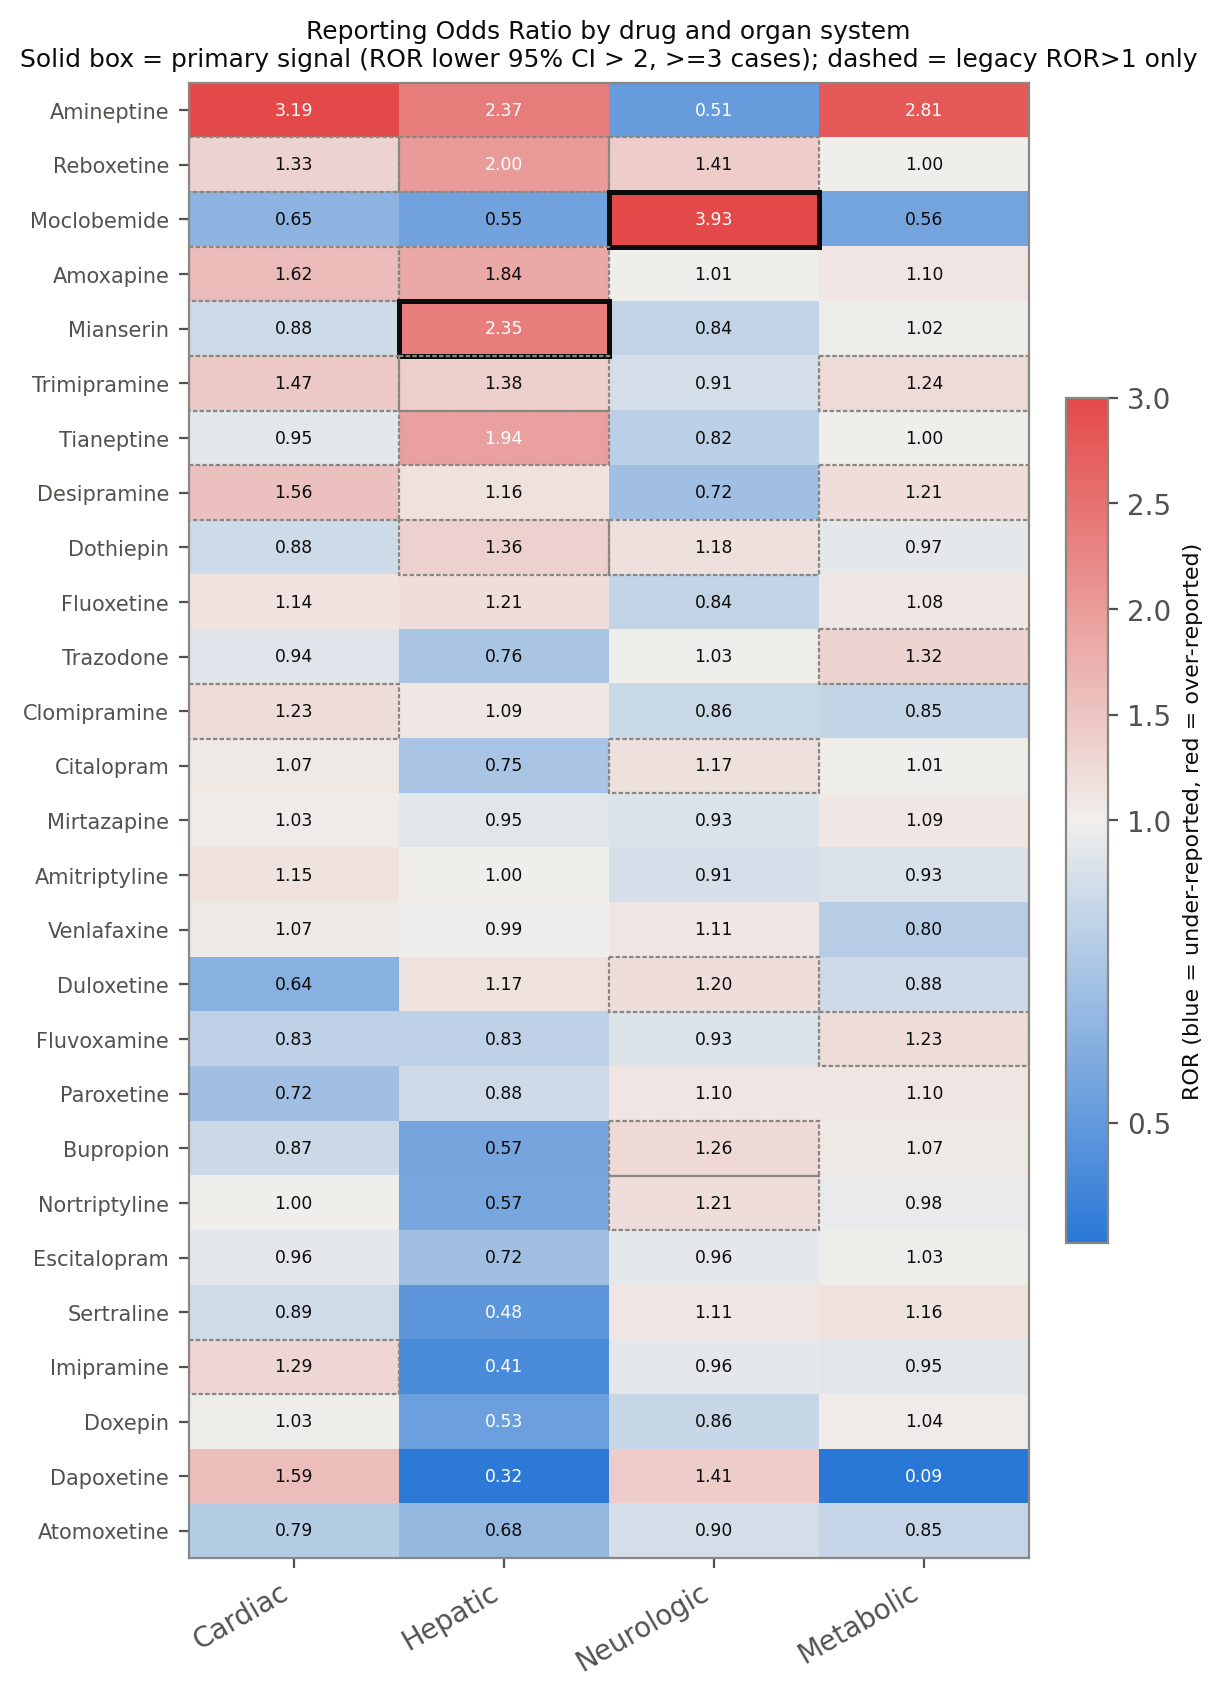 Reporting Odds Ratio by drug and organ system
Solid box = primary signal (ROR lower 95% CI > 2, >=3 cases); dashed = legacy ROR>1 only
Amineptine 3.19 2.37 0.51 2.81
Reboxetine 1.33 2.00 1.41 1.00
Moclobemide 0.65 0.55 3.93 0.56
Amoxapine 1.62 1.84 1.01 1.10
Mianserin 0.88 2.35 0.84 1.02
Trimipramine 1.47 1.38 0.91 1.24
Tianeptine 0.95 1.94 0.82 1.00
Desipramine 1.56 1.16 0.72 1.21
Dothiepin 0.88 1.36 1.18 0.97
Fluoxetine 1.14 1.21 0.84 1.08
Trazodone 0.94 0.76 1.03 1.32
Clomipramine 1.23 1.09 0.86 0.85
Citalopram 1.07 0.75 1.17 1.01
Mirtazapine 1.03 0.95 0.93 1.09
Amitriptyline 1.15 1.00 0.91 0.93
Venlafaxine 1.07 0.99 1.11 0.80
Duloxetine 0.64 1.17 1.20 0.88
Fluvoxamine 0.83 0.83 0.93 1.23
Paroxetine 0.72 0.88 1.10 1.10
Bupropion 0.87 0.57 1.26 1.07
Nortriptyline 1.00 0.57 1.21 0.98
Escitalopram 0.96 0.72 0.96 1.03
Sertraline 0.89 0.48 1.11 1.16
Imipramine 1.29 0.41 0.96 0.95
Doxepin 1.03 0.53 0.86 1.04
Dapoxetine 1.59 0.32 1.41 0.09
Atomoxetine 0.79 0.68 0.90 0.85
Cardiac Hepatic Neurologic Metabolic
3.0
2.5
2.0
1.5
1.0
0.5
ROR (blue = under-reported, red = over-reported)